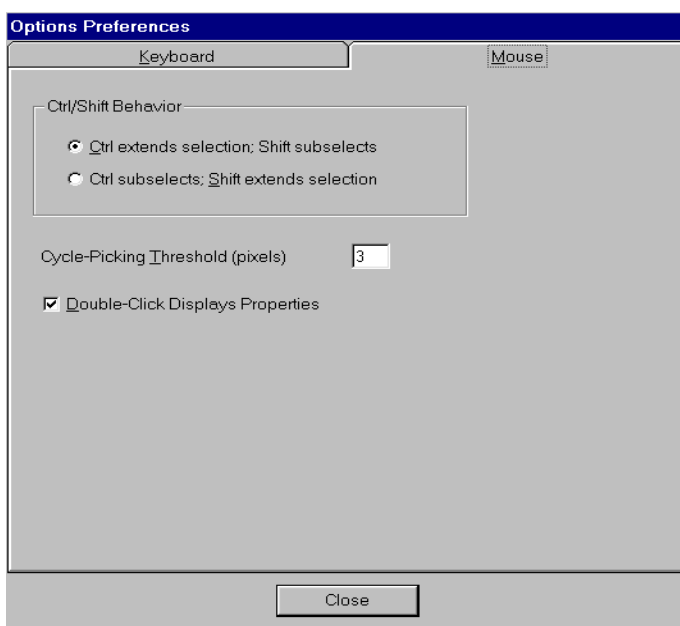 Options Preferences
Keyboard Mouse
Ctrl/Shift Behavior
Ctrl extends selection; Shift subselects
Ctrl subselects; Shift extends selection
Cycle-Picking Threshold (pixels) 3
Double-Click Displays Properties
Close